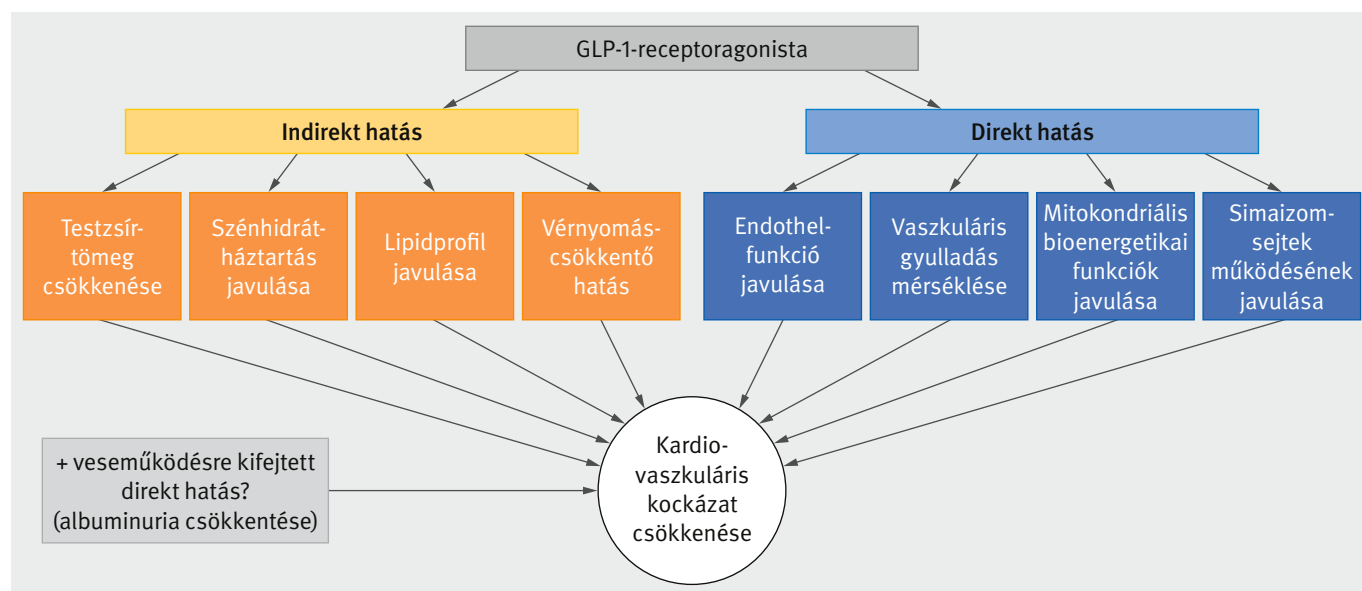 GLP-1-receptoragonista
Indirekt hatás
Direkt hatás
Testzsír-
tömeg
csökkenése
Szénhidrát-
háztartás
javulása
Lipidprofil
javulása
Vérnyomás-
csökkentő
hatás
Endothel-
funkció
javulása
Vaszkuláris
gyulladás
mérséklése
Mitokondriális
bioenergetikai
funkciók
javulása
Simaizom-
sejtek
működésének
javulása
+ veseműködésre kifejtett
direkt hatás?
(albuminuria csökkentése)
Kardio-
vaszkuláris
kockázat
csökkenése